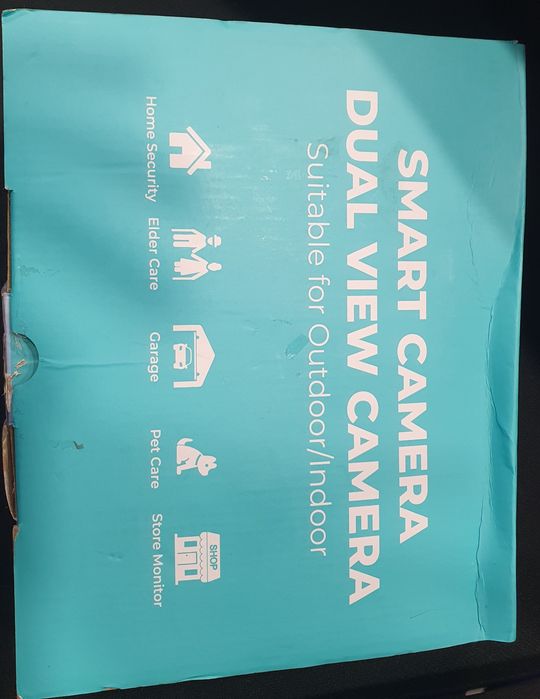 SMART CAMERA
DUAL VIEW CAMERA
Suitable for Outdoor/Indoor
SHOP
Home Security
Elder Care
Garage
Pet Care
Store Monitor